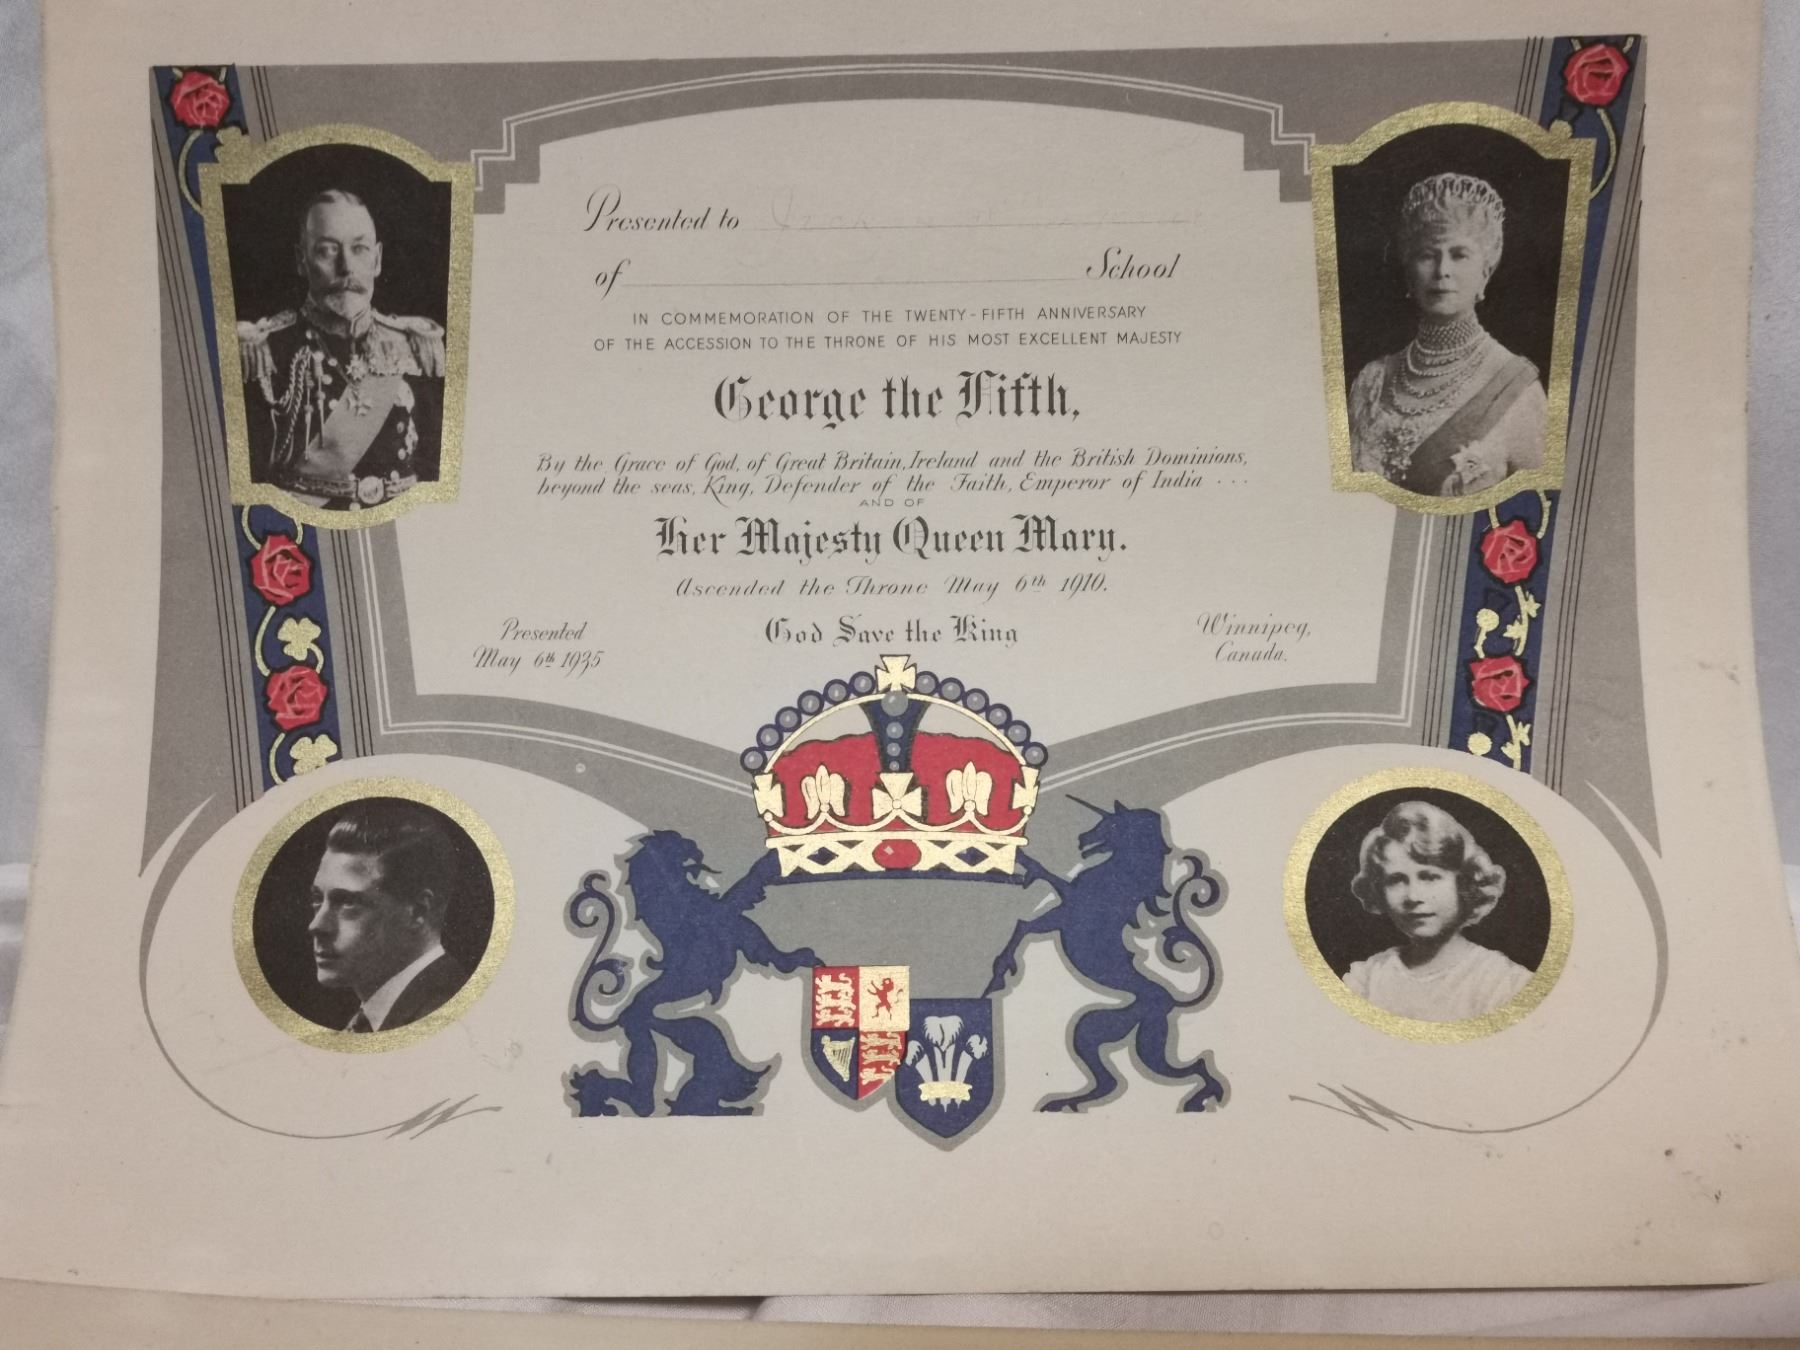 Presented to
of School
IN COMMEMORATION OF THE TWENTY-FIFTH ANNIVERSARY
OF THE ACCESSION TO THE THRONE OF HIS MOST EXCELLENT MAJESTY
George the Fifth,
By the Grace of God, of Great Britain, Ireland and the British Dominions,
beyond the seas, King, Defender of the Faith, Emperor of India ...
AND OF
Her Majesty Queen Mary.
Ascended the Throne May 6th 1910.
God Save the King
Presented
May 6th 1935
Winnipeg,
Canada.